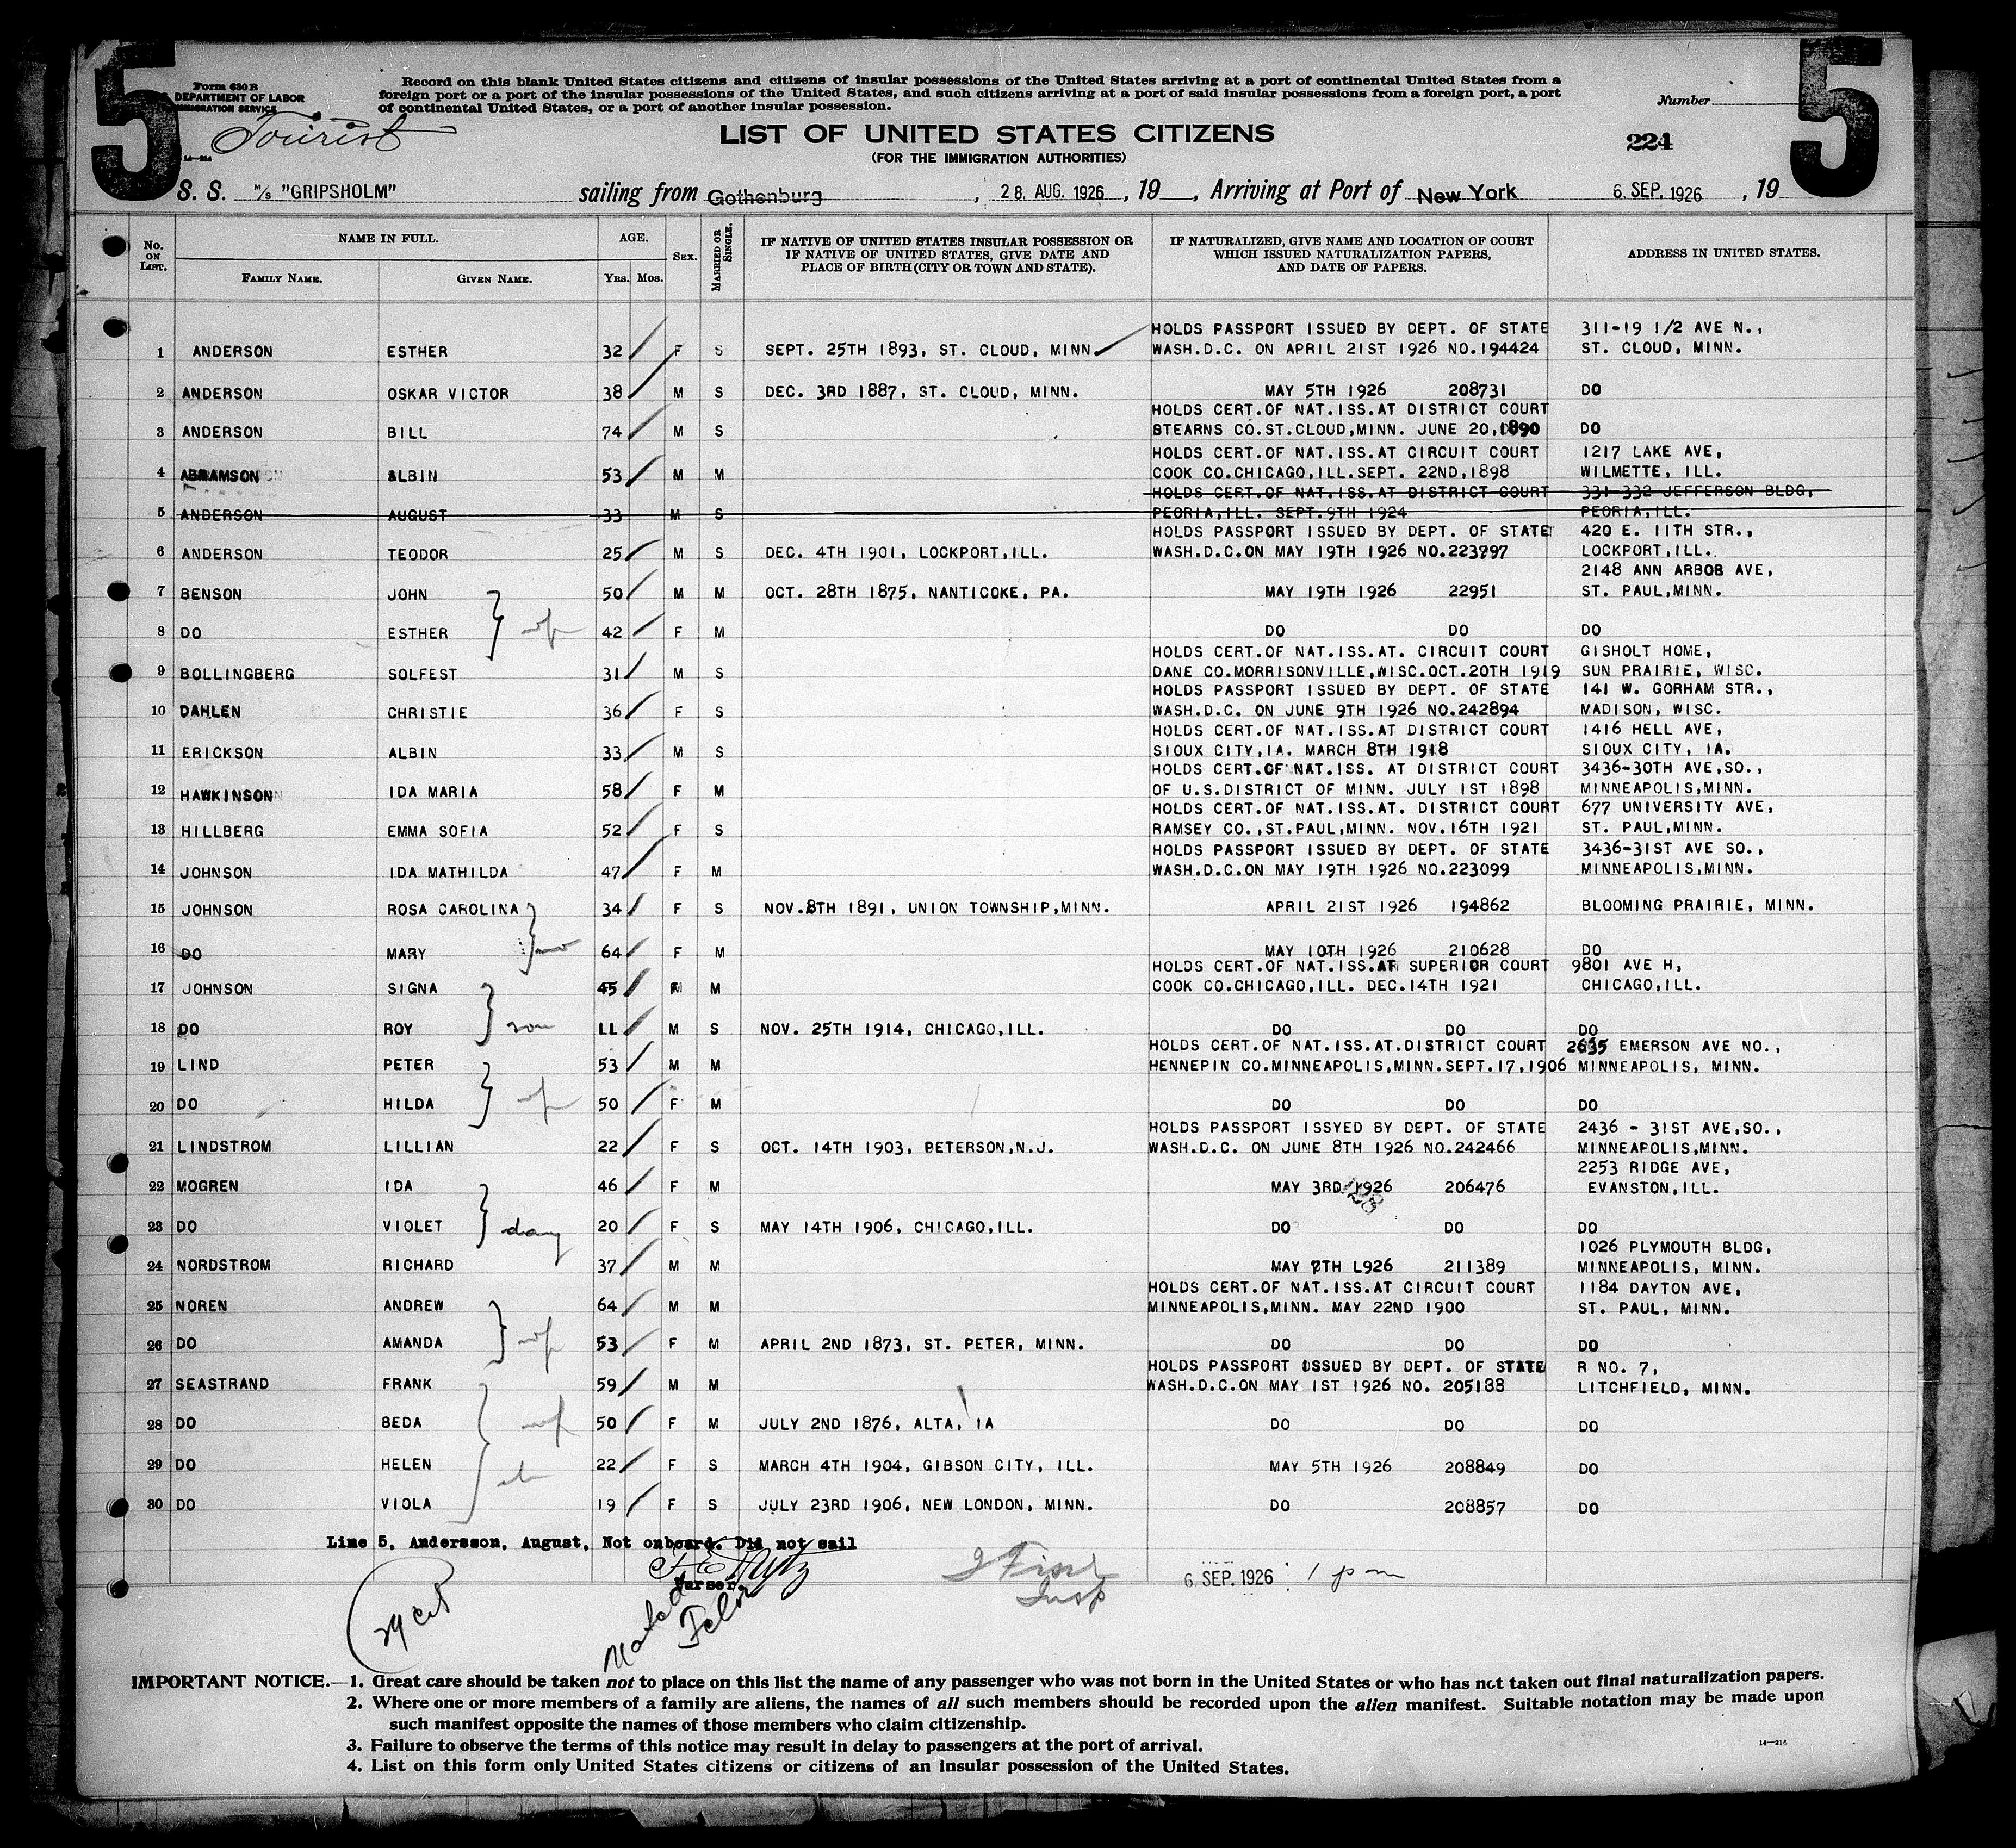 5
5
Form 630 B
DEPARTMENT OF LABOR
IMMIGRATION SERVICE
Tourist
14—214
Record on this blank United States citizens and citizens of insular possessions of the United States arriving at a port of continental United States from a
foreign port or a port of the insular possessions of the United States, and such citizens arriving at a port of said insular possessions from a foreign port, a port
of continental United States, or a port of another insular possession.
Number
LIST OF UNITED STATES CITIZENS
(FOR THE IMMIGRATION AUTHORITIES)
224
S. S. M/S "GRIPSHOLM" sailing from Gothenburg, 28. AUG. 1926, 19 , Arriving at Port of New York 6. SEP. 1926, 19
No. ON LIST. NAME IN FULL. FAMILY NAME. GIVEN NAME. AGE. YRS. MOS. SEX. MARRIED OR SINGLE. IF NATIVE OF UNITED STATES INSULAR POSSESSION OR IF NATIVE OF UNITED STATES, GIVE DATE AND PLACE OF BIRTH (CITY OR TOWN AND STATE). IF NATURALIZED, GIVE NAME AND LOCATION OF COURT WHICH ISSUED NATURALIZATION PAPERS, AND DATE OF PAPERS. ADDRESS IN UNITED STATES.
HOLDS PASSPORT ISSUED BY DEPT. OF STATE 311-19 1/2 AVE N.,
1 ANDERSON ESTHER 32 F S SEPT. 25TH 1893, ST. CLOUD, MINN. WASH.D.C. ON APRIL 21ST 1926 NO.194424 ST. CLOUD, MINN.
2 ANDERSON OSKAR VICTOR 38 M S DEC. 3RD 1887, ST. CLOUD, MINN. MAY 5TH 1926 208731 DO
HOLDS CERT.OF NAT.ISS.AT DISTRICT COURT
3 ANDERSON BILL 74 M S STEARNS CO.ST.CLOUD,MINN. JUNE 20,1890 DO
HOLDS CERT.OF NAT.ISS.AT CIRCUIT COURT 1217 LAKE AVE,
4 ABRAMSON ALBIN 53 M M COOK CO.CHICAGO,ILL.SEPT. 22ND,1898 WILMETTE, ILL.
HOLDS CERT.OF NAT.ISS.AT DISTRICT COURT 331-332 JEFFERSON BLDG,
5 ANDERSON AUGUST 33 M S PEORIA,ILL. SEPT.9TH 1924 PEORIA,ILL.
HOLDS PASSPORT ISSUED BY DEPT. OF STATE 420 E. 11TH STR.,
6 ANDERSON TEODOR 25 M S DEC. 4TH 1901, LOCKPORT,ILL. WASH.D.C.ON MAY 19TH 1926 NO.223797 LOCKPORT,ILL.
2148 ANN ARBOB AVE,
7 BENSON JOHN 50 M M OCT. 28TH 1875, NANTICOKE, PA. MAY 19TH 1926 22951 ST. PAUL,MINN.
8 DO ESTHER wf 42 F M DO DO DO
HOLDS CERT.OF NAT.ISS.AT. CIRCUIT COURT GISHOLT HOME,
9 BOLLINGBERG SOLFEST 31 M S DANE CO.MORRISONVILLE,WISC.OCT.20TH 1919 SUN PRAIRIE, WISC.
HOLDS PASSPORT ISSUED BY DEPT. OF STATE 141 W. GORHAM STR.,
10 DAHLEN CHRISTIE 36 F S WASH.D.C. ON JUNE 9TH 1926 NO.242894 MADISON, WISC.
HOLDS CERT.OF NAT.ISS.AT DISTRICT COURT 1416 HELL AVE,
11 ERICKSON ALBIN 33 M S SIOUX CITY,IA. MARCH 8TH 1918 SIOUX CITY, IA.
HOLDS CERT.OF NAT.ISS. AT DISTRICT COURT 3436-30TH AVE,SO.,
12 HAWKINSON IDA MARIA 58 F M OF U.S.DISTRICT OF MINN. JULY 1ST 1898 MINNEAPOLIS,MINN.
HOLDS CERT.OF NAT.ISS.AT. DISTRICT COURT 677 UNIVERSITY AVE,
13 HILLBERG EMMA SOFIA 52 F S RAMSEY CO.,ST.PAUL,MINN. NOV.16TH 1921 ST. PAUL,MINN.
HOLDS PASSPORT ISSUED BY DEPT. OF STATE 3436-31ST AVE SO.,
14 JOHNSON IDA MATHILDA 47 F M WASH.D.C.ON MAY 19TH 1926 NO.223099 MINNEAPOLIS,MINN.
15 JOHNSON ROSA CAROLINA 34 F S NOV.8TH 1891, UNION TOWNSHIP,MINN. APRIL 21ST 1926 194862 BLOOMING PRAIRIE, MINN.
16 DO MARY 64 F M MAY 10TH 1926 210628 DO
HOLDS CERT.OF NAT.ISS.AT SUPERIOR COURT 9801 AVE H,
17 JOHNSON SIGNA 45 F M COOK CO.CHICAGO,ILL. DEC.14TH 1921 CHICAGO,ILL.
18 DO ROY son LL M S NOV. 25TH 1914, CHICAGO,ILL. DO DO DO
HOLDS CERT.OF NAT.ISS.AT.DISTRICT COURT 2635 EMERSON AVE NO.,
19 LIND PETER 53 M M HENNEPIN CO.MINNEAPOLIS,MINN.SEPT.17,1906 MINNEAPOLIS, MINN.
20 DO HILDA wf 50 F M DO DO DO
HOLDS PASSPORT ISSYED BY DEPT. OF STATE 2436 - 31ST AVE,SO.,
21 LINDSTROM LILLIAN 22 F S OCT. 14TH 1903, PETERSON,N.J. WASH.D.C. ON JUNE 8TH 1926 NO.242466 MINNEAPOLIS,MINN.
2253 RIDGE AVE,
22 MOGREN IDA 46 F M MAY 3RD 1926 206476 EVANSTON,ILL.
23 DO VIOLET daug 20 F S MAY 14TH 1906, CHICAGO,ILL. DO DO DO
1026 PLYMOUTH BLDG,
24 NORDSTROM RICHARD 37 M M MAY 7TH L926 211389 MINNEAPOLIS, MINN.
HOLDS CERT.OF NAT.ISS.AT CIRCUIT COURT 1184 DAYTON AVE,
25 NOREN ANDREW 64 M M MINNEAPOLIS,MINN. MAY 22ND 1900 ST. PAUL, MINN.
26 DO AMANDA wf 53 F M APRIL 2ND 1873, ST. PETER, MINN. DO DO DO
HOLDS PASSPORT ISSUED BY DEPT. OF STATE R NO. 7,
27 SEASTRAND FRANK 59 M M WASH.D.C.ON MAY 1ST 1926 NO. 205188 LITCHFIELD, MINN.
28 DO BEDA wf 50 F M JULY 2ND 1876, ALTA, IA DO DO DO
29 DO HELEN 22 F S MARCH 4TH 1904, GIBSON CITY, ILL. MAY 5TH 1926 208849 DO
30 DO VIOLA 19 F S JULY 23RD 1906, NEW LONDON, MINN. DO 208857 DO
Line 5, Andersson, August, Not onboard. Did not sail
Purser.
Insp
6. SEP. 1926 1 pm
IMPORTANT NOTICE.—1. Great care should be taken not to place on this list the name of any passenger who was not born in the United States or who has not taken out final naturalization papers.
2. Where one or more members of a family are aliens, the names of all such members should be recorded upon the alien manifest. Suitable notation may be made upon
such manifest opposite the names of those members who claim citizenship.
3. Failure to observe the terms of this notice may result in delay to passengers at the port of arrival.
4. List on this form only United States citizens or citizens of an insular possession of the United States.
14—214